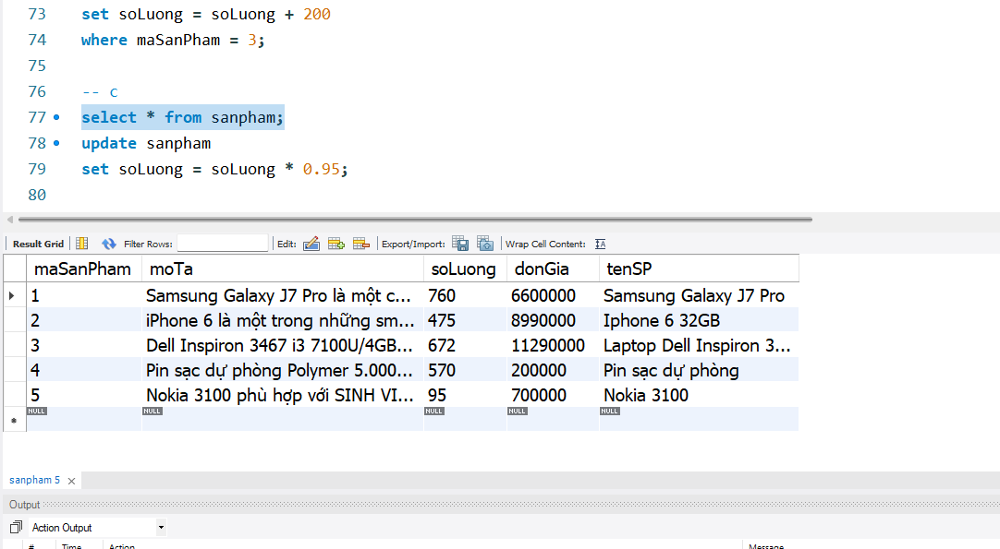 73 set soLuong = soLuong + 200
74 where maSanPham = 3;
75
76 -- c
77 select * from sanpham;
78 update sanpham
79 set soLuong = soLuong * 0.95;
80
Result Grid Filter Rows: Edit: Export/Import: Wrap Cell Content: IA
maSanPham moTa soLuong donGia tenSP
1 Samsung Galaxy J7 Pro là một c... 760 6600000 Samsung Galaxy J7 Pro
2 iPhone 6 là một trong những sm... 475 8990000 Iphone 6 32GB
3 Dell Inspiron 3467 i3 7100U/4GB... 672 11290000 Laptop Dell Inspiron 3...
4 Pin sạc dự phòng Polymer 5.000... 570 200000 Pin sạc dự phòng
5 Nokia 3100 phù hợp với SINH VI... 95 700000 Nokia 3100
NULL NULL NULL NULL NULL
sanpham 5
Output
Action Output
# Time Action Message